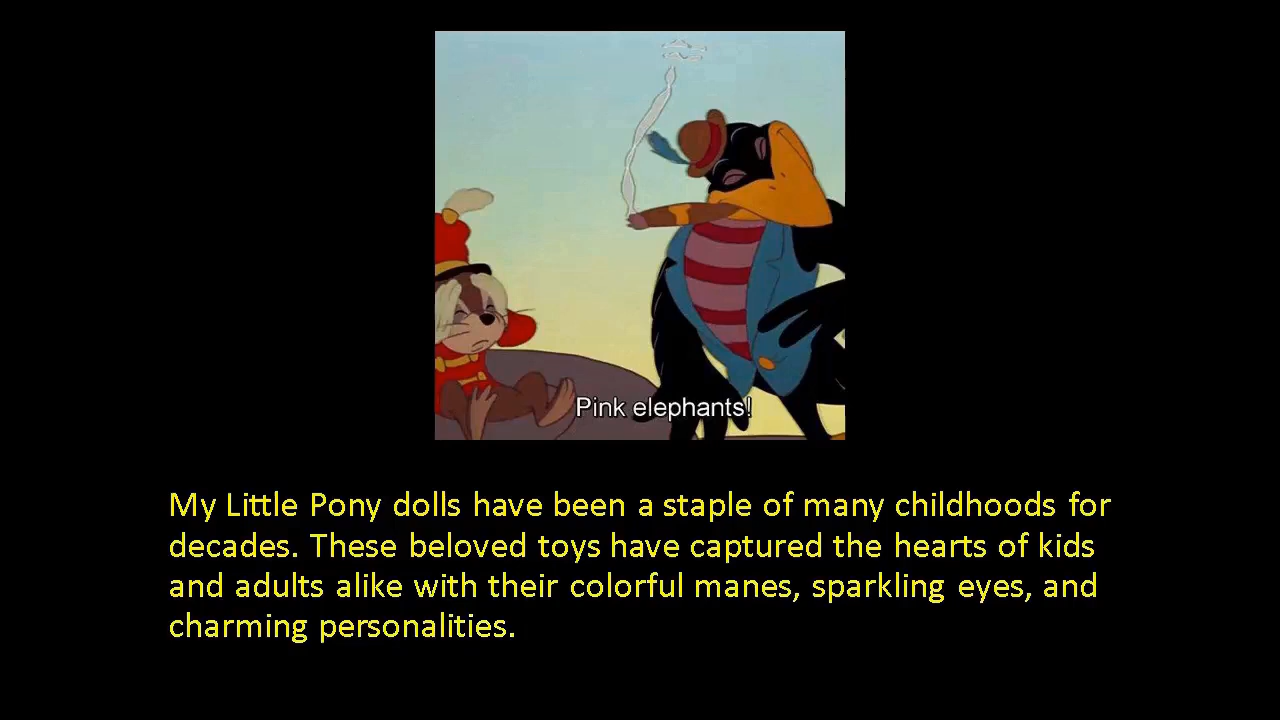 Pink elephants!
My Little Pony dolls have been a staple of many childhoods for
decades. These beloved toys have captured the hearts of kids
and adults alike with their colorful manes, sparkling eyes, and
charming personalities.